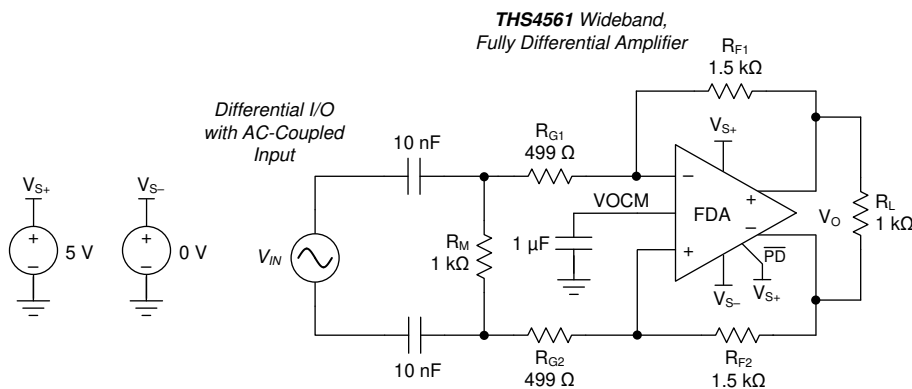 THS4561 Wideband,
Fully Differential Amplifier
RF1
1.5 kΩ
Differential I/O
with AC-Coupled
Input
10 nF
RG1
499 Ω
VS+
VS+
VS–
VOCM
–
+
FDA
+
–
VO
RL
1 kΩ
+
–
5 V
+
–
0 V
VIN
RM
1 kΩ
1 µF
PD
VS–
VS+
10 nF
RG2
499 Ω
RF2
1.5 kΩ